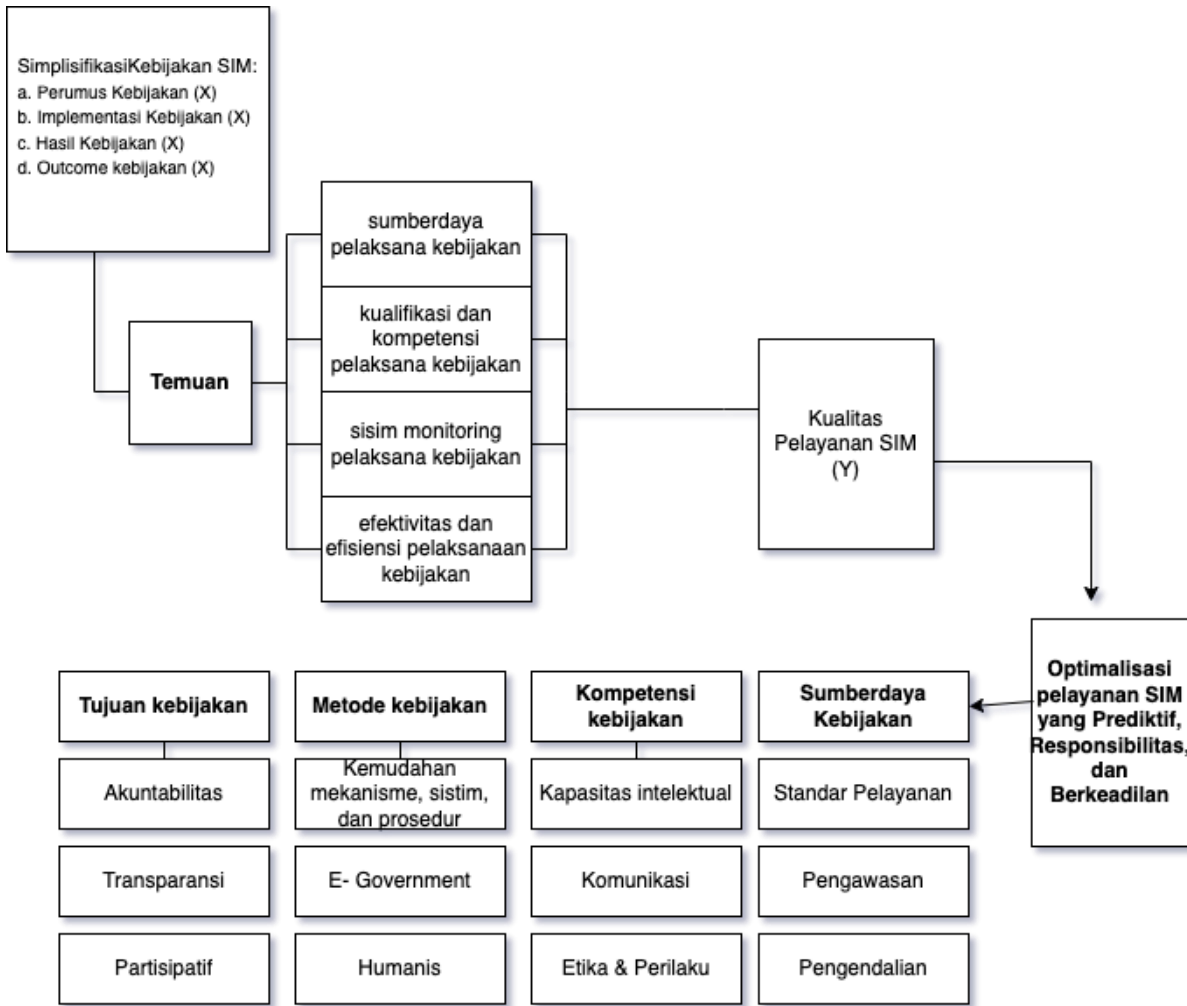 SimplisifikasiKebijakan SIM:
a. Perumus Kebijakan (X)
b. Implementasi Kebijakan (X)
c. Hasil Kebijakan (X)
d. Outcome kebijakan (X)
Temuan
sumberdaya
pelaksana kebijakan
kualifikasi dan
kompetensi
pelaksana kebijakan
sisim monitoring
pelaksana kebijakan
efektivitas dan
efisiensi pelaksanaan
kebijakan
Kualitas
Pelayanan SIM
(Y)
Optimalisasi
pelayanan SIM
yang Prediktif,
Responsibilitas,
dan
Berkeadilan
Tujuan kebijakan
Akuntabilitas
Transparansi
Partisipatif
Metode kebijakan
Kemudahan
mekanisme, sistim,
dan prosedur
E- Government
Humanis
Kompetensi
kebijakan
Kapasitas intelektual
Komunikasi
Etika & Perilaku
Sumberdaya
Kebijakan
Standar Pelayanan
Pengawasan
Pengendalian